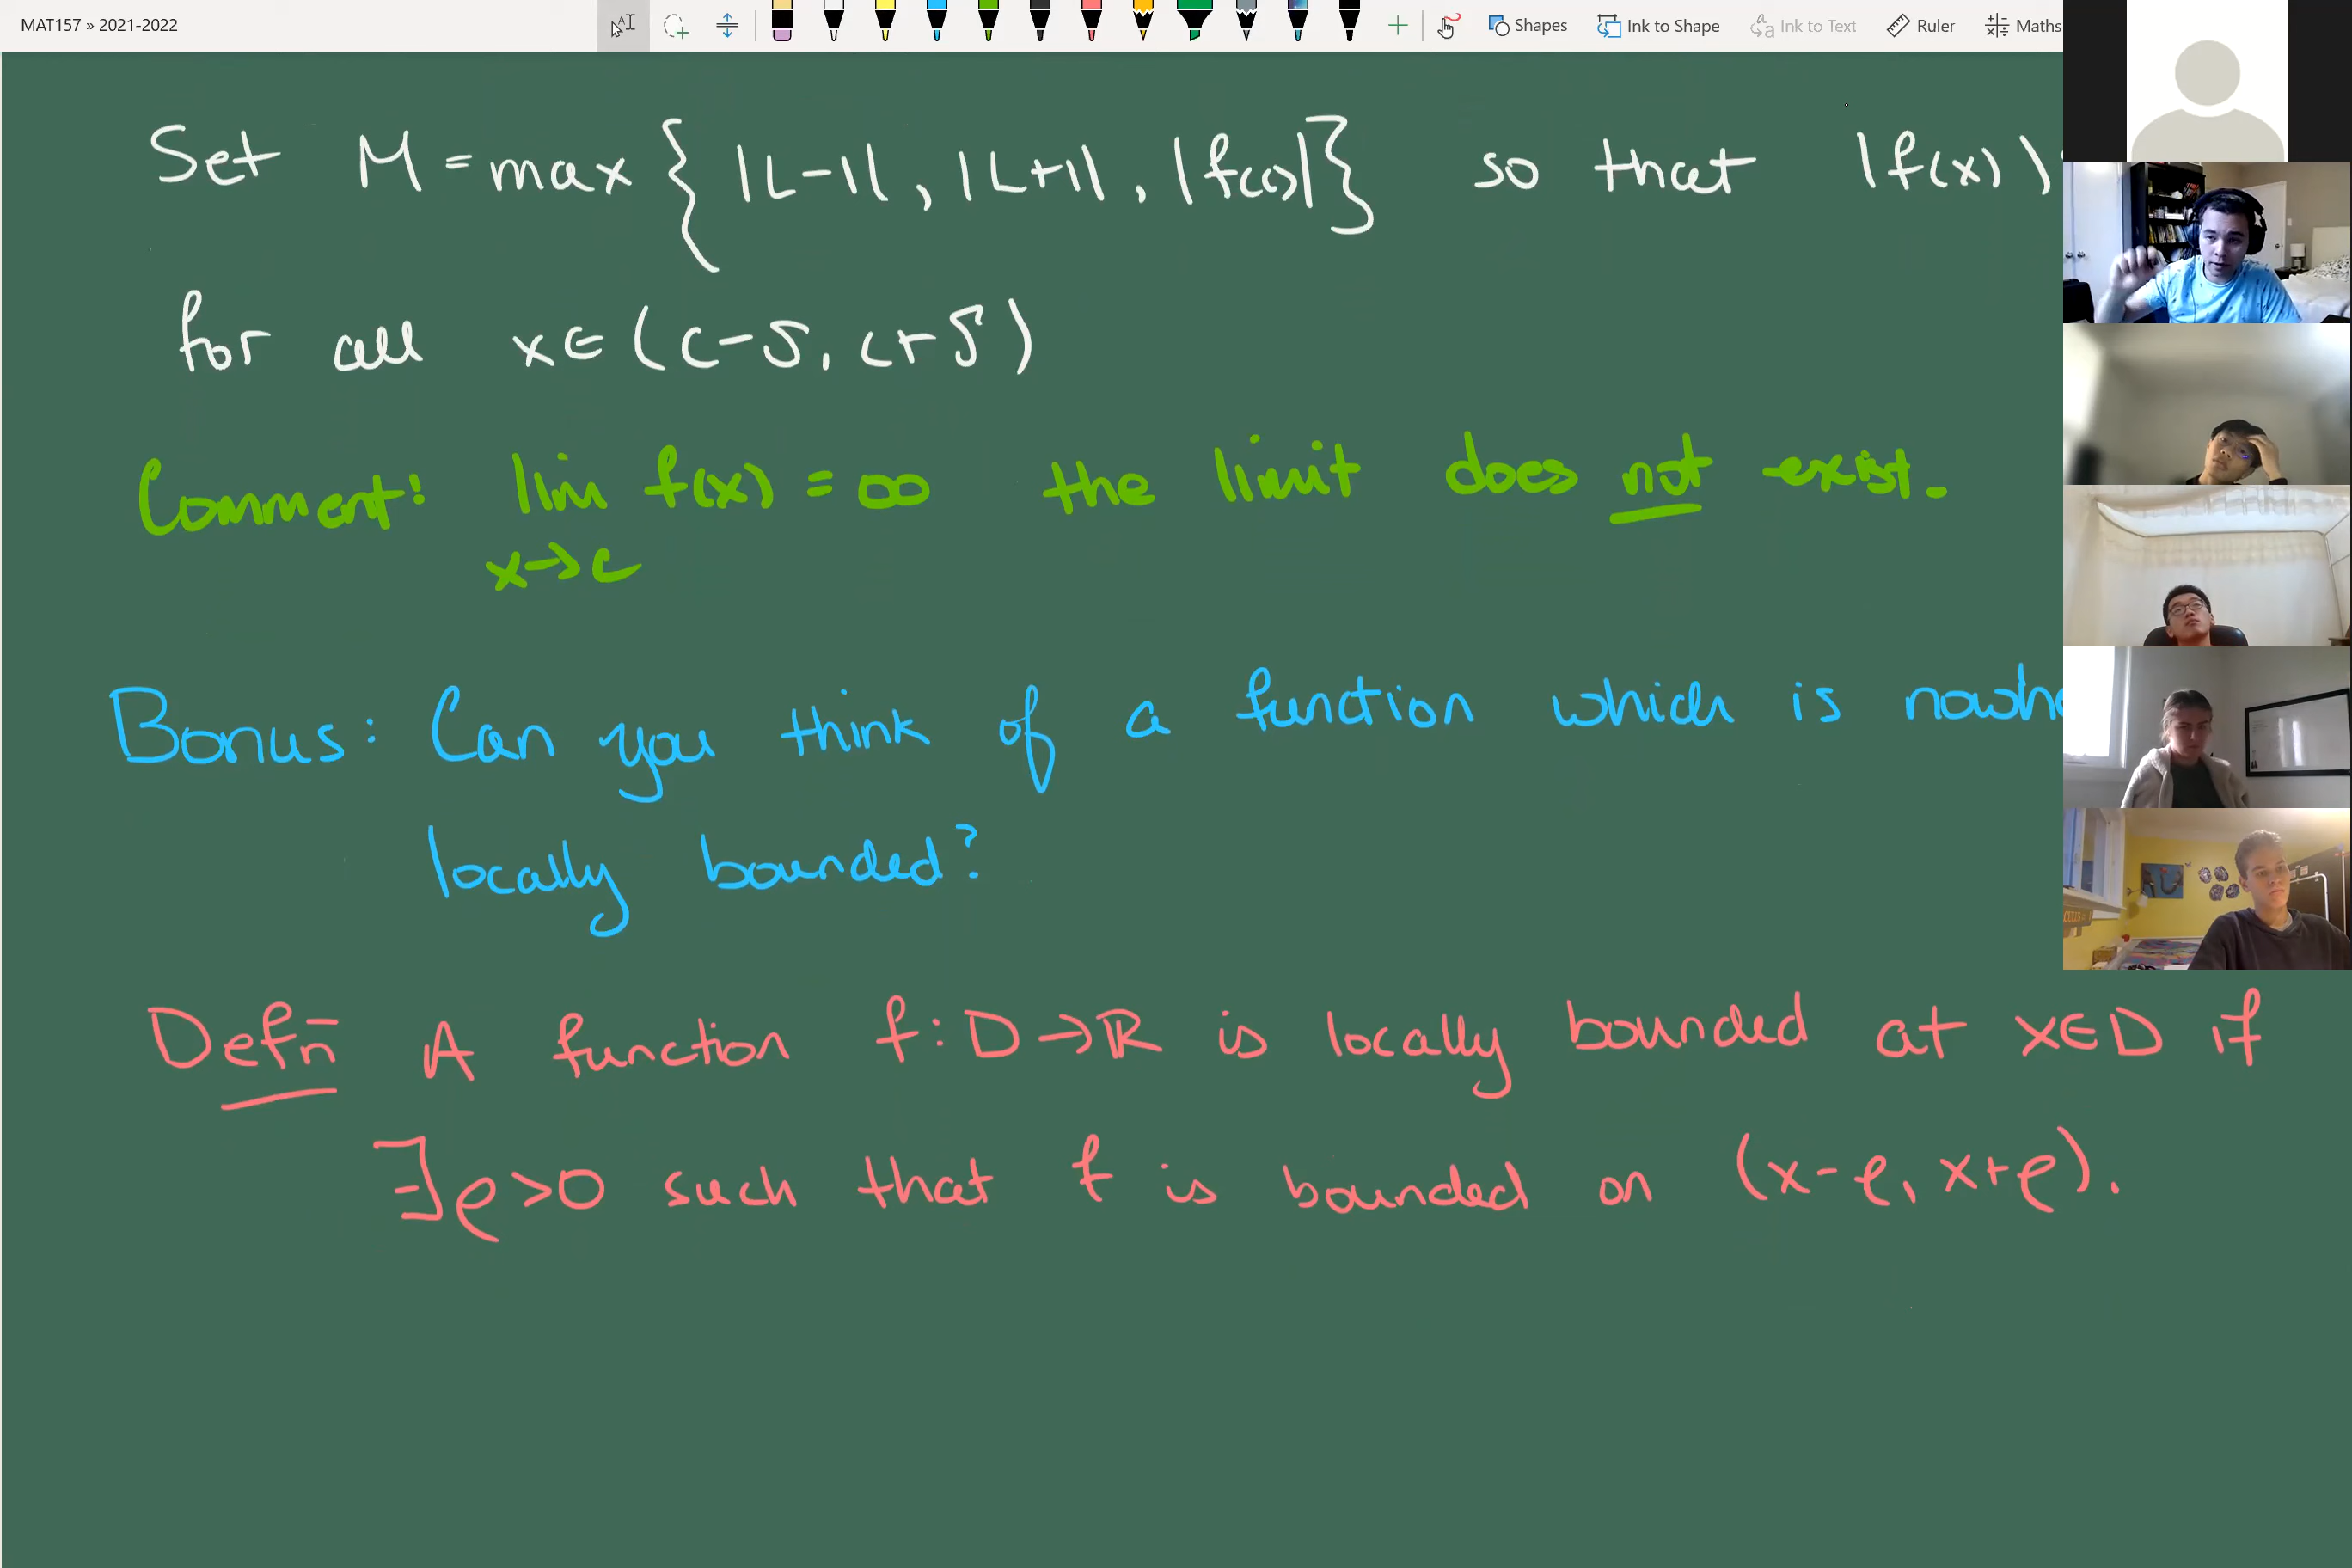 MAT157 » 2021-2022
Shapes Ink to Shape Ink to Text Ruler Maths
Set M = max { |L-1|, |L+1|, |f(c)| } so that |f(x)|
for all x∈(c-δ, c+δ)
Comment: lim f(x) = ∞ the limit does not exist.
x→c
Bonus: Can you think of a function which is nowhe
locally bounded?
Defn A function f: D→ℝ is locally bounded at x∈D if
∃ρ>0 such that f is bounded on (x-ρ, x+ρ).